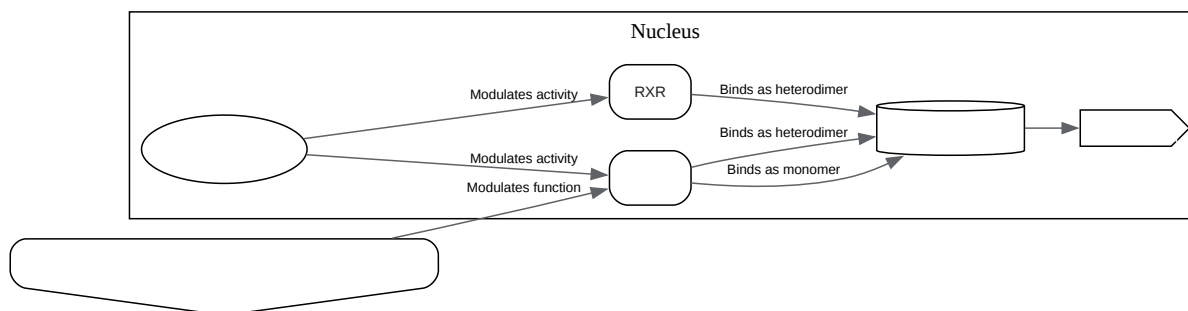 Nucleus
Modulates activity
RXR
Binds as heterodimer
Binds as heterodimer
Modulates activity
Binds as monomer
Modulates function